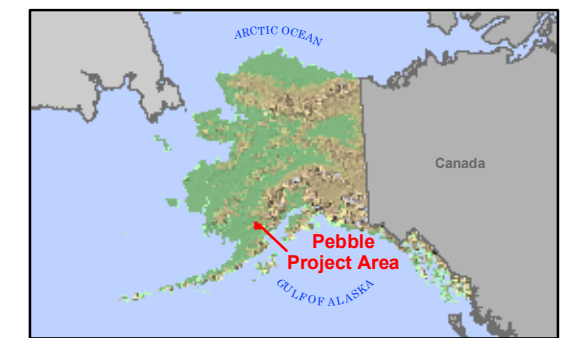 ARCTIC OCEAN
Canada
Pebble
Project Area
GULF OF ALASKA